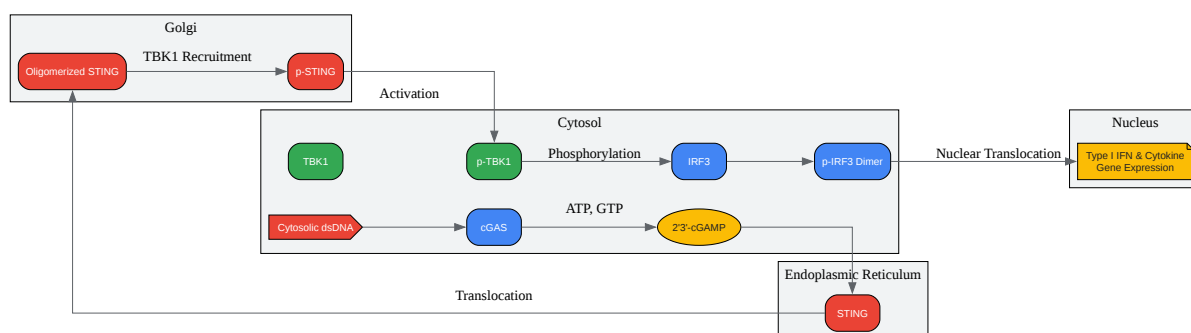 Golgi
TBK1 Recruitment
Oligomerized STING
p-STING
Activation
Cytosol
Nucleus
TBK1
p-TBK1
Phosphorylation
IRF3
p-IRF3 Dimer
Nuclear Translocation
Type I IFN & Cytokine
Gene Expression
Cytosolic dsDNA
cGAS
ATP, GTP
2'3'-cGAMP
Endoplasmic Reticulum
Translocation
STING